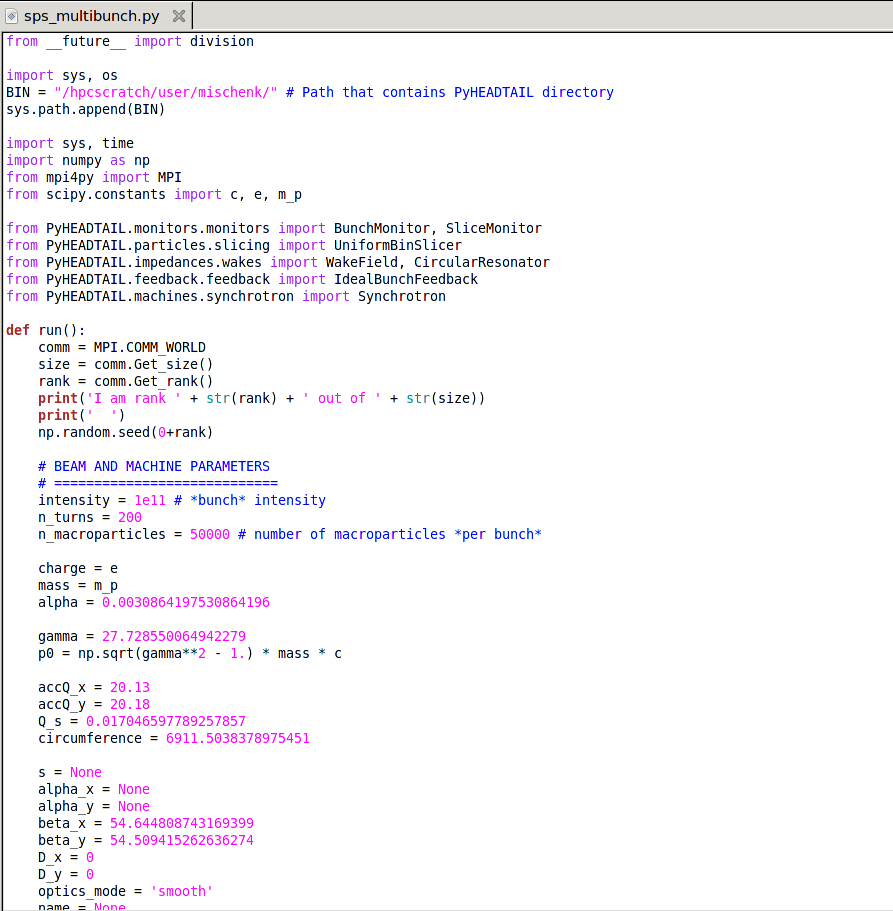 sps_multibunch.py
from __future__ import division
import sys, os
BIN = "/hpcscratch/user/mischenk/" # Path that contains PyHEADTAIL directory
sys.path.append(BIN)
import sys, time
import numpy as np
from mpi4py import MPI
from scipy.constants import c, e, m_p
from PyHEADTAIL.monitors.monitors import BunchMonitor, SliceMonitor
from PyHEADTAIL.particles.slicing import UniformBinSlicer
from PyHEADTAIL.impedances.wakes import WakeField, CircularResonator
from PyHEADTAIL.feedback.feedback import IdealBunchFeedback
from PyHEADTAIL.machines.synchrotron import Synchrotron
def run():
    comm = MPI.COMM_WORLD
    size = comm.Get_size()
    rank = comm.Get_rank()
    print('I am rank ' + str(rank) + ' out of ' + str(size))
    print('  ')
    np.random.seed(0+rank)
    # BEAM AND MACHINE PARAMETERS
    # ============================
    intensity = 1e11 # *bunch* intensity
    n_turns = 200
    n_macroparticles = 50000 # number of macroparticles *per bunch*
    charge = e
    mass = m_p
    alpha = 0.0030864197530864196
    gamma = 27.728550064942279
    p0 = np.sqrt(gamma**2 - 1.) * mass * c
    accQ_x = 20.13
    accQ_y = 20.18
    Q_s = 0.017046597789257857
    circumference = 6911.5038378975451
    s = None
    alpha_x = None
    alpha_y = None
    beta_x = 54.644808743169399
    beta_y = 54.509415262636274
    D_x = 0
    D_y = 0
    optics_mode = 'smooth'
    name = None